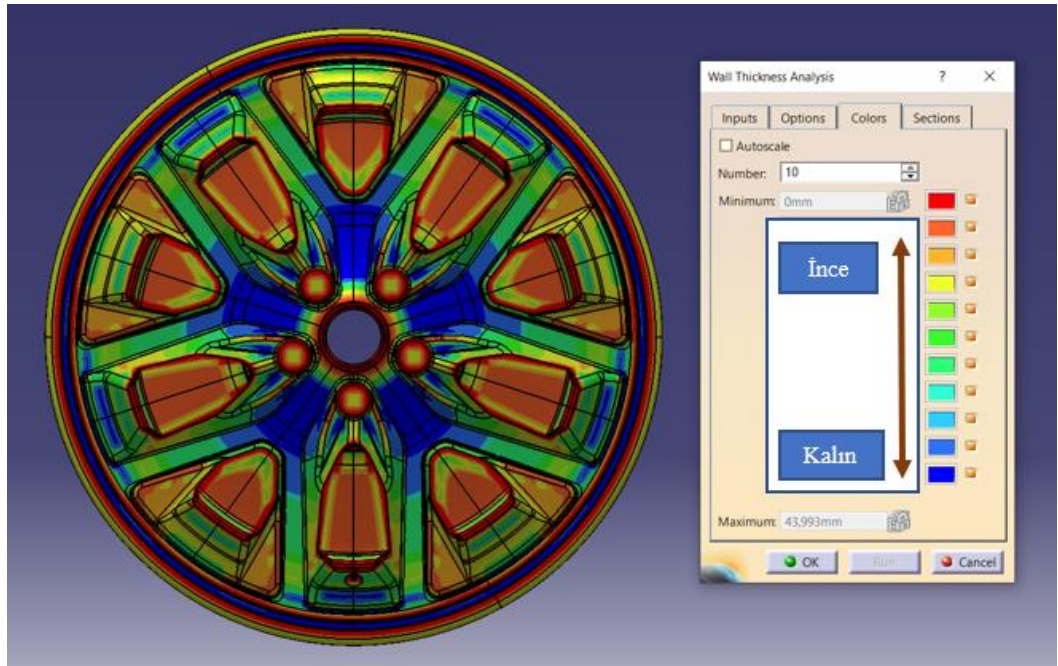 Wall Thickness Analysis ? ×
Inputs Options Colors Sections
Autoscale
Number: 10
Minimum: 0mm
İnce
Kalın
Maximum: 43,993mm
OK Run Cancel